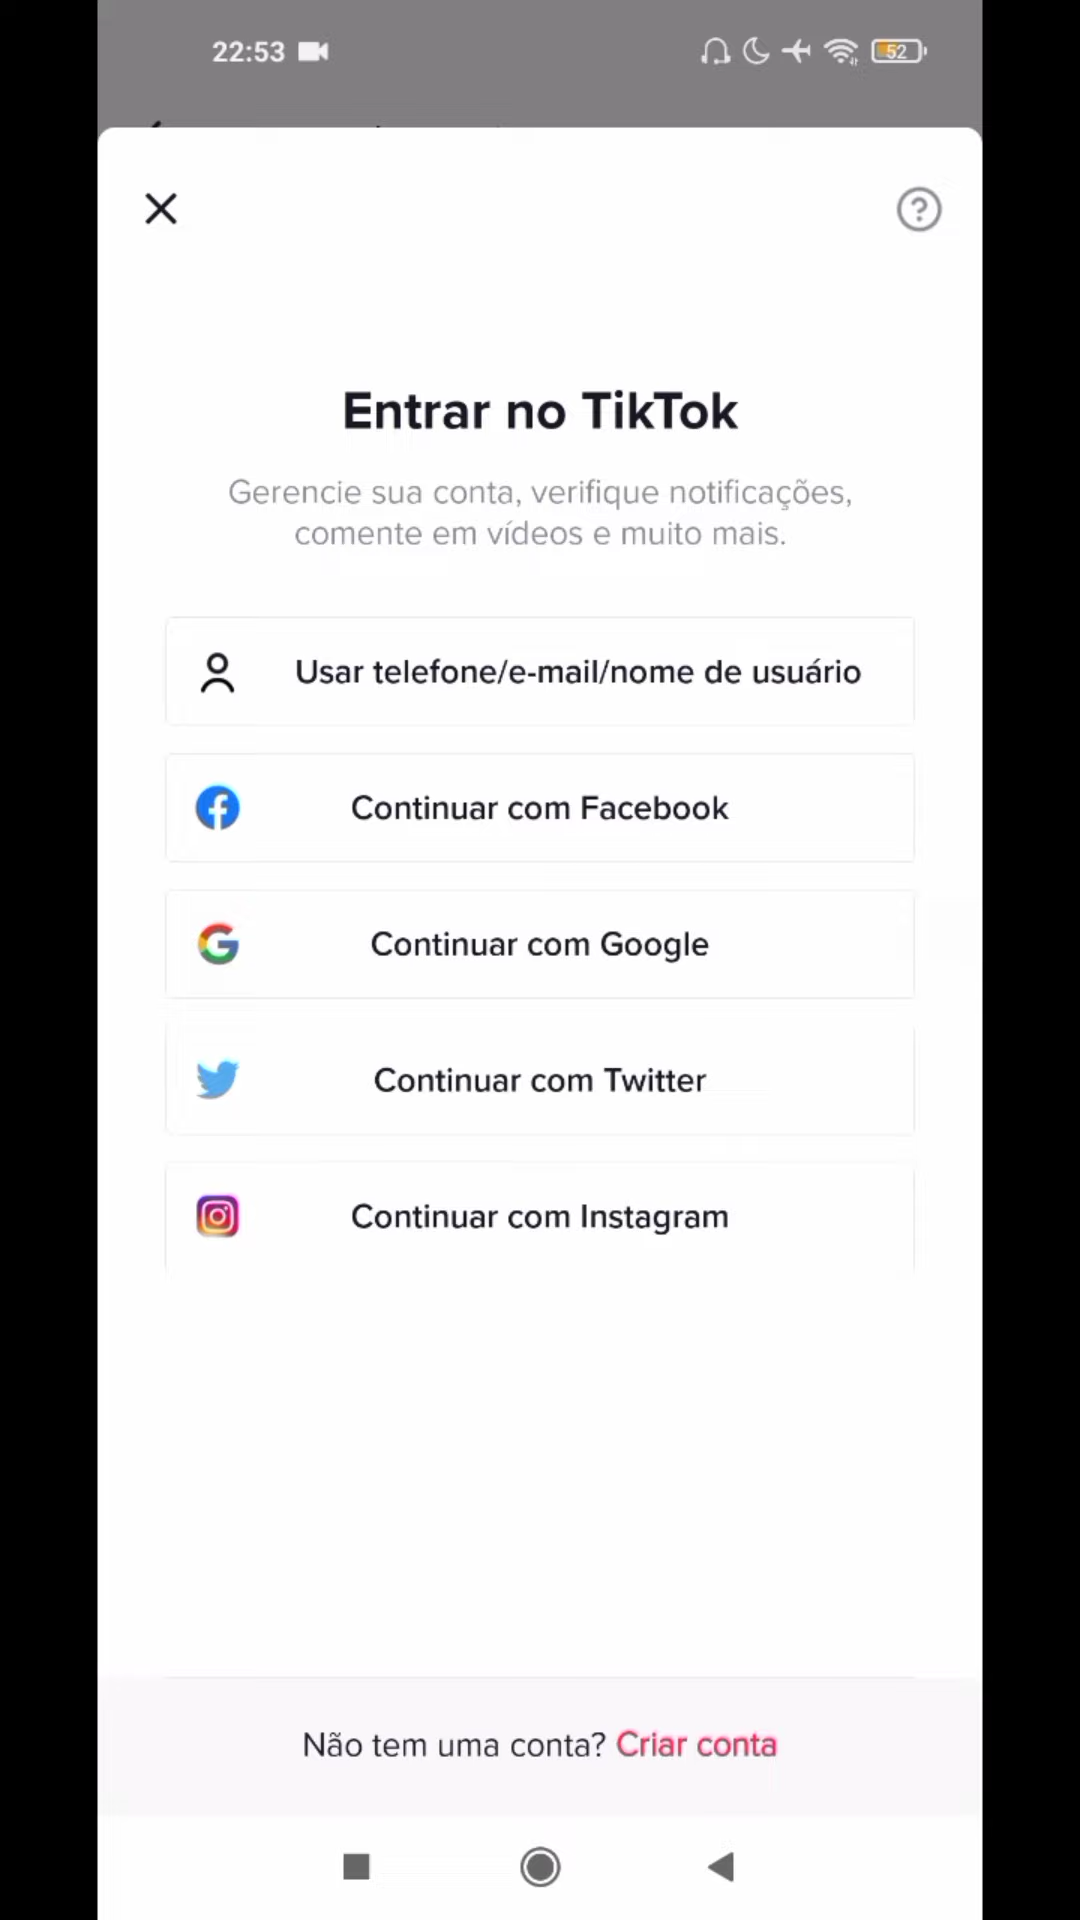 22:53
52
Entrar no TikTok
Gerencie sua conta, verifique notificações,
comente em vídeos e muito mais.
Usar telefone/e-mail/nome de usuário
Continuar com Facebook
Continuar com Google
Continuar com Twitter
Continuar com Instagram
Não tem uma conta? Criar conta